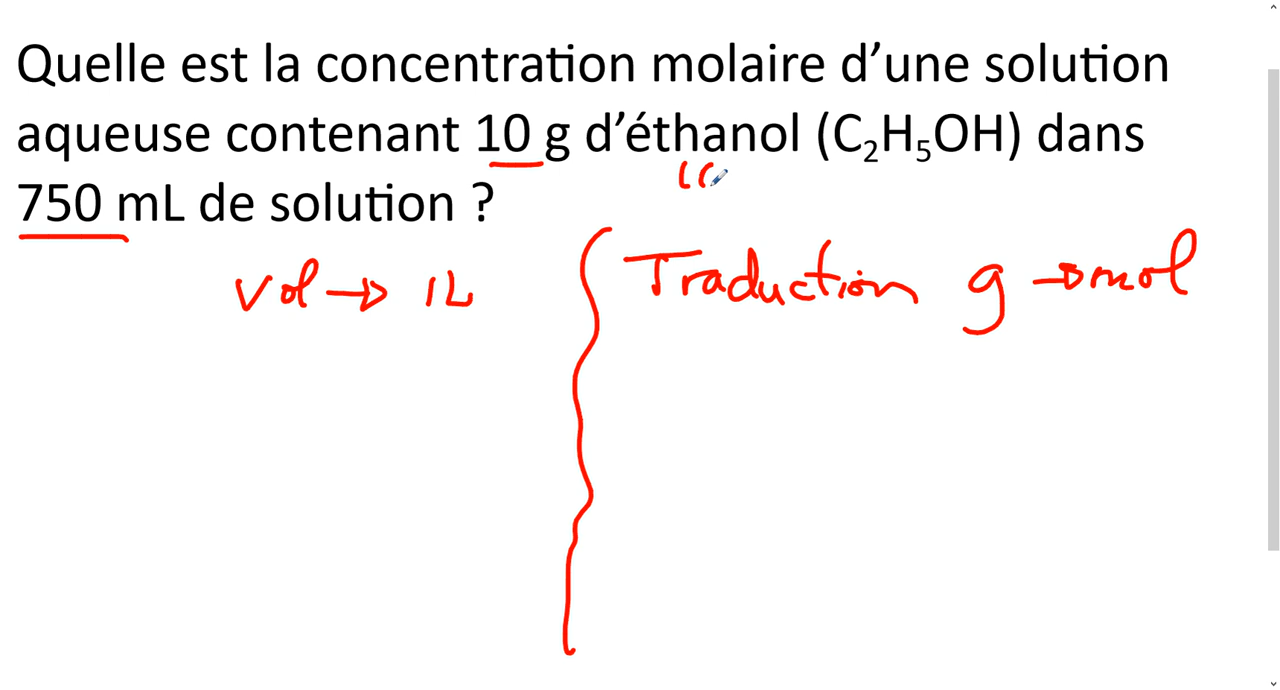 Quelle est la concentration molaire d’une solution
aqueuse contenant 10 g d’éthanol (C₂H₅OH) dans
750 mL de solution ?
Vol → 1L
Traduction g → mol